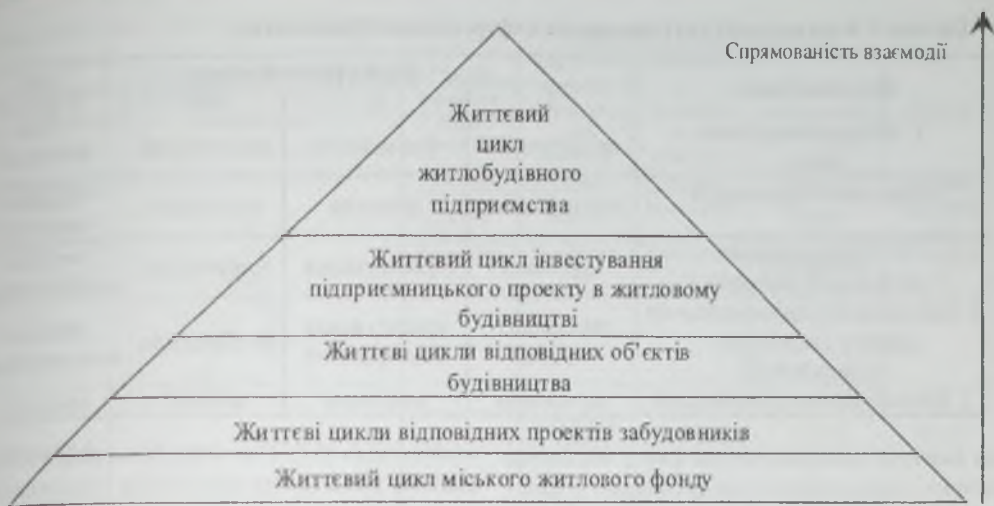 Спрямованість взаємодії
Життєвий
цикл
житлобудівного
підприємства
Життєвий цикл інвестування
підприємницького проекту в житловому
будівництві
Життєві цикли відповідних об’єктів
будівництва
Життєві цикли відповідних проектів забудовників
Життєвий цикл міського житлового фонду